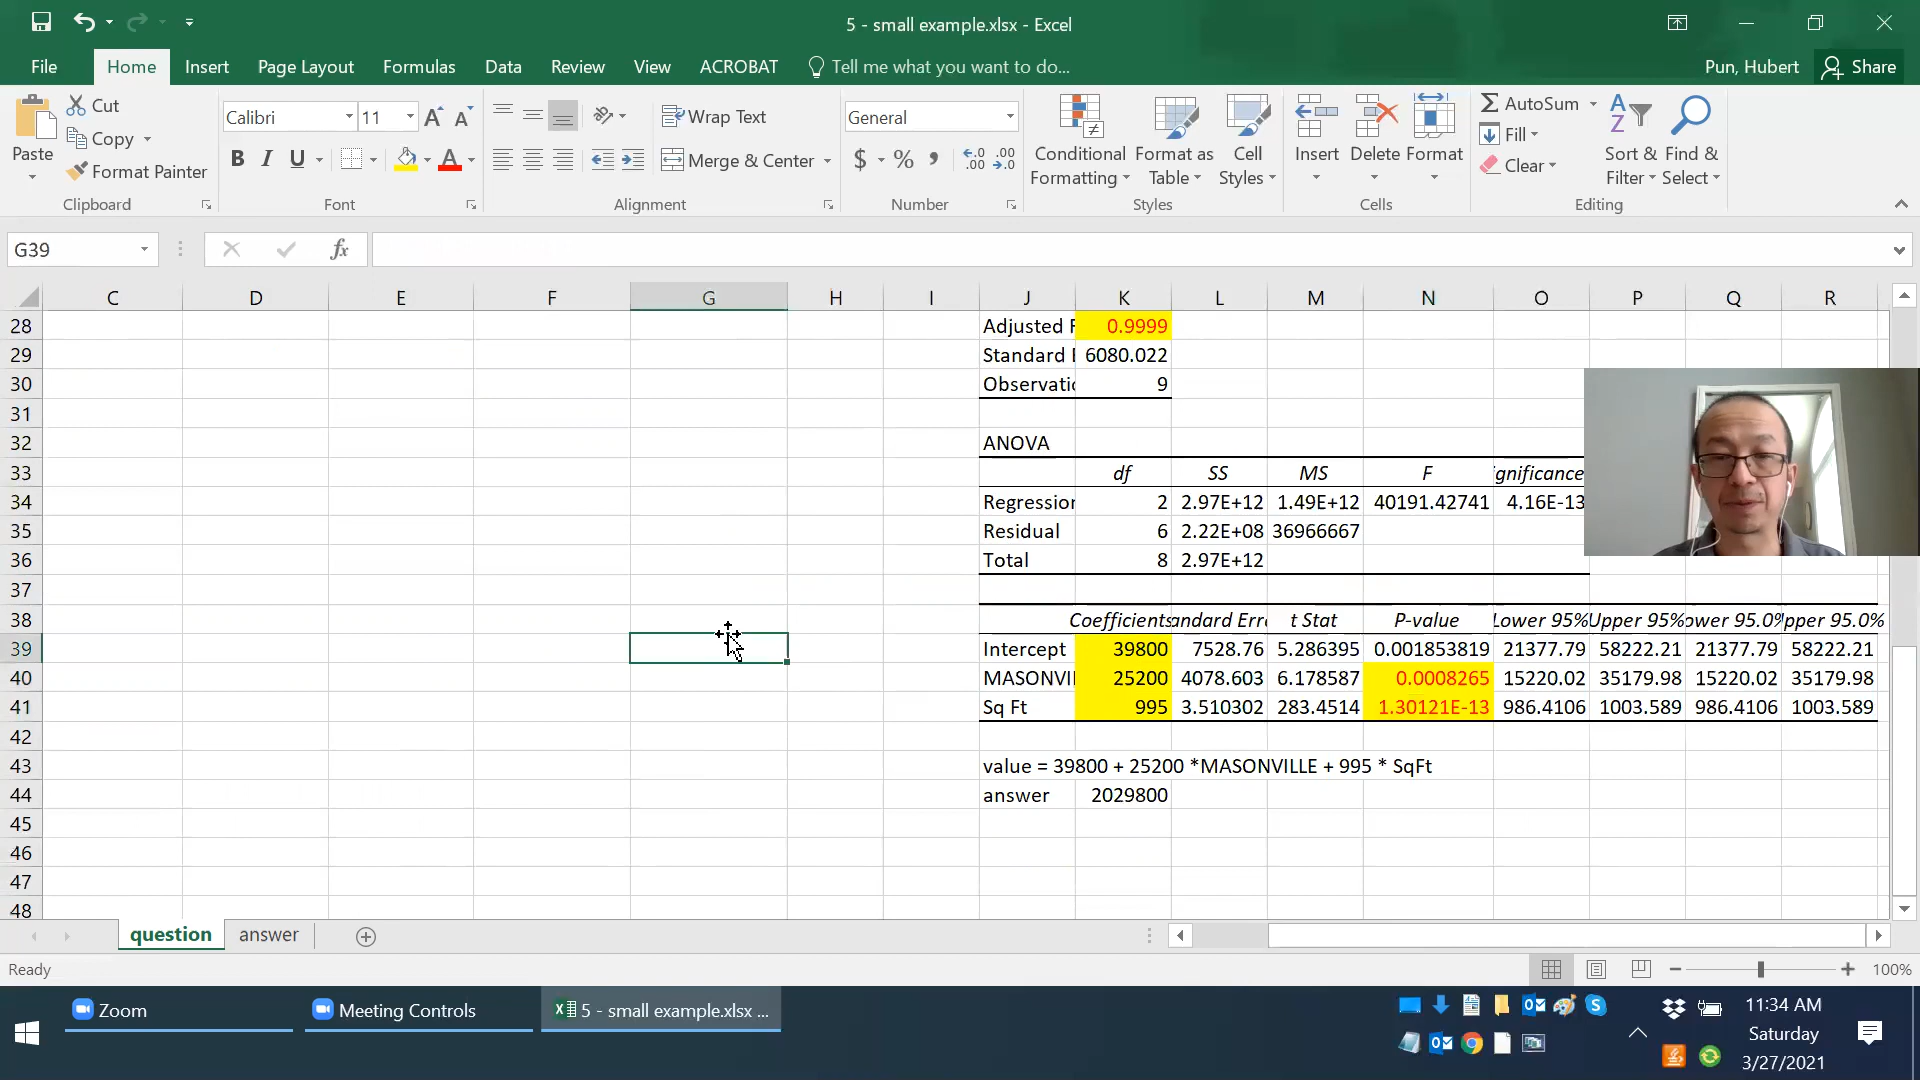 5 - small example.xlsx - Excel
File Home Insert Page Layout Formulas Data Review View ACROBAT Tell me what you want to do... Pun, Hubert Share
Paste Cut Copy Format Painter Clipboard
Calibri 11 B I U A Font
Wrap Text Merge & Center Alignment
General $ % , Number
Conditional Formatting Format as Table Cell Styles Styles
Insert Delete Format Cells
AutoSum Fill Clear Sort & Filter Find & Select Editing
G39 fx
C D E F G H I J K L M N O P Q R
28 Adjusted R 0.9999
29 Standard E 6080.022
30 Observatio 9
31
32 ANOVA
33 df SS MS F gnificance
34 Regression 2 2.97E+12 1.49E+12 40191.42741 4.16E-13
35 Residual 6 2.22E+08 36966667
36 Total 8 2.97E+12
37
38 Coefficients andard Erro t Stat P-value Lower 95% Upper 95% ower 95.0% pper 95.0%
39 Intercept 39800 7528.76 5.286395 0.001853819 21377.79 58222.21 21377.79 58222.21
40 MASONVI 25200 4078.603 6.178587 0.0008265 15220.02 35179.98 15220.02 35179.98
41 Sq Ft 995 3.510302 283.4514 1.30121E-13 986.4106 1003.589 986.4106 1003.589
42
43 value = 39800 + 25200 *MASONVILLE + 995 * SqFt
44 answer 2029800
45
46
47
48
question answer
Ready 100%
Zoom Meeting Controls 5 - small example.xlsx ...
11:34 AM
Saturday
3/27/2021